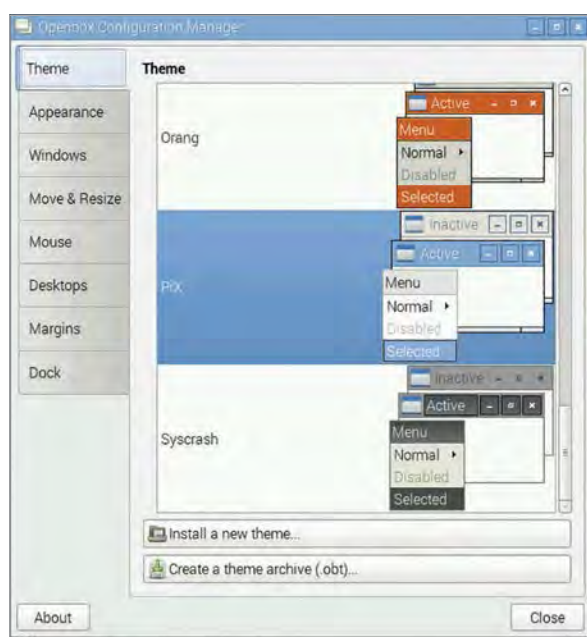 Openbox Configuration Manager
Theme
Appearance
Windows
Move & Resize
Mouse
Desktops
Margins
Dock
Theme
Orang
Active
Menu
Normal
Disabled
Selected
PiX
Inactive
Active
Menu
Normal
Disabled
Selected
Syscrash
Inactive
Active
Menu
Normal
Disabled
Selected
Install a new theme...
Create a theme archive (.obt)...
About
Close